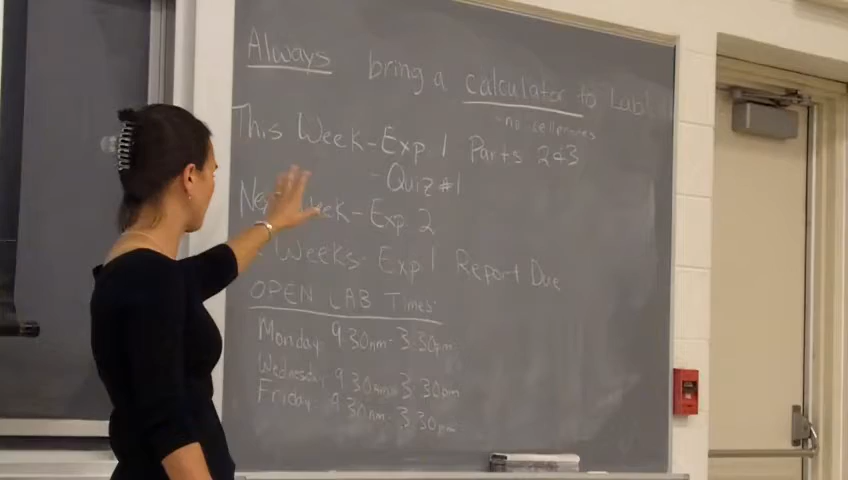 Always bring a calculator to Lab!
-no cellphones
This Week-Exp 1 Parts 2&3
-Quiz #1
Week-Exp 2
Weeks- Exp 1 Report Due
OPEN LAB Times
Monday 9:30am-3:30pm
Wednesday 9:30am-3:30pm
Friday 9:30am-3:30pm